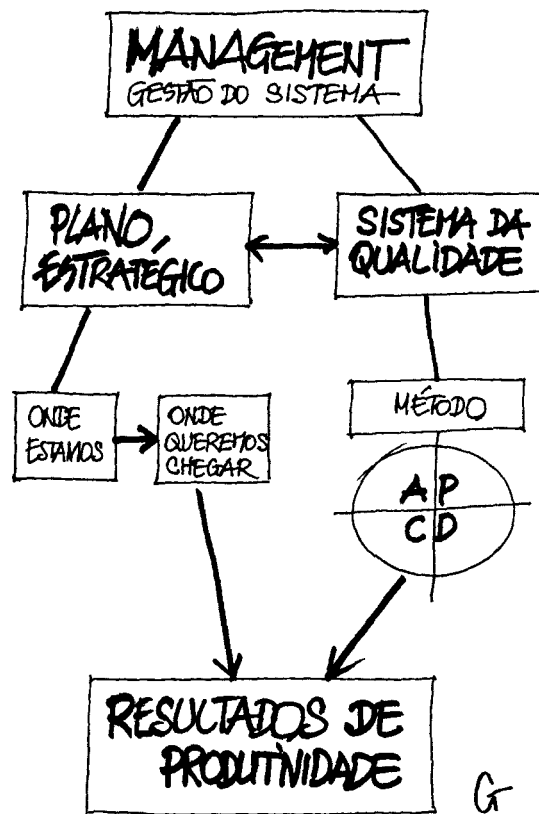 MANAGEMENT
GESTÃO DO SISTEMA
PLANO
ESTRATÉGICO
SISTEMA DA
QUALIDADE
ONDE
ESTAMOS
ONDE
QUEREMOS
CHEGAR
MÉTODO
A P
C D
RESULTADOS DE
PRODUTIVIDADE
G